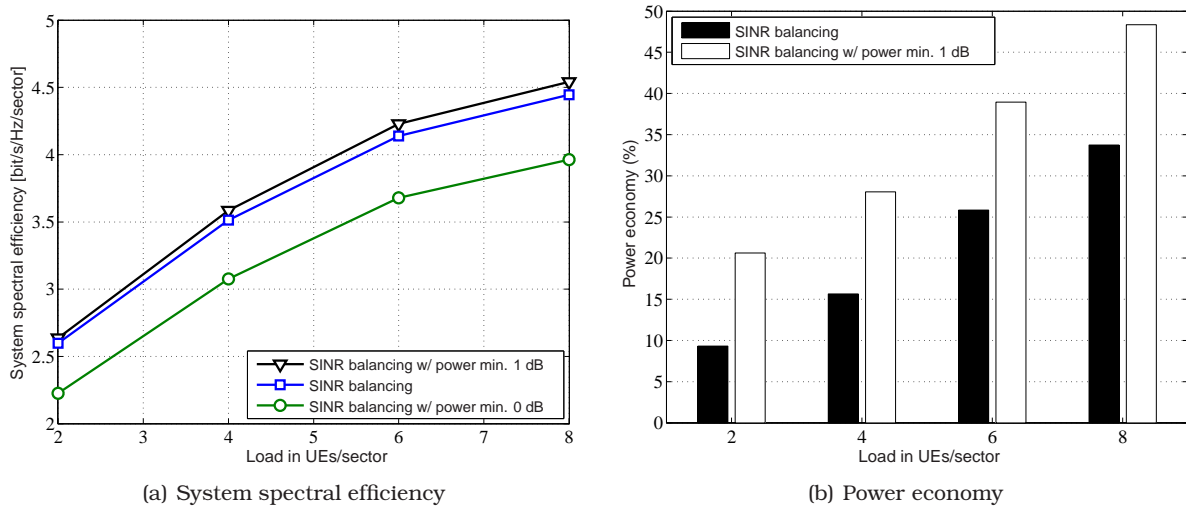 5
4.5
4
3.5
3
2.5
2
System spectral efficiency [bit/s/Hz/sector]
SINR balancing w/ power min. 1 dB
SINR balancing
SINR balancing w/ power min. 0 dB
2 3 4 5 6 7 8
Load in UEs/sector
(a) System spectral efficiency
50
45
40
35
30
25
20
15
10
5
0
Power economy (%)
SINR balancing
SINR balancing w/ power min. 1 dB
2 4 6 8
Load in UEs/sector
(b) Power economy